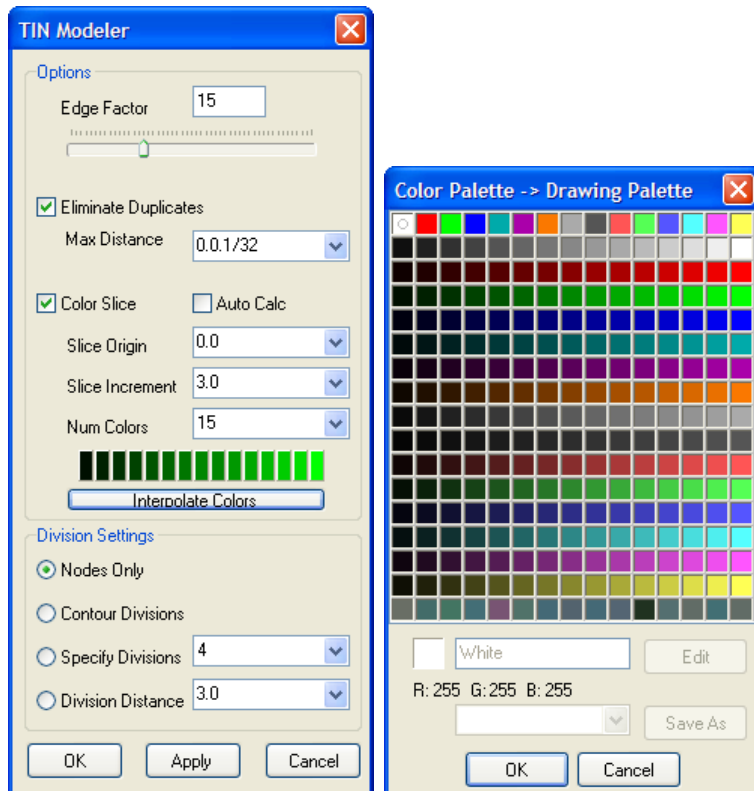 TIN Modeler
Options
Edge Factor 15
Eliminate Duplicates
Max Distance 0.0.1/32
Color Slice Auto Calc
Slice Origin 0.0
Slice Increment 3.0
Num Colors 15
Interpolate Colors
Division Settings
Nodes Only
Contour Divisions
Specify Divisions 4
Division Distance 3.0
OK Apply Cancel
Color Palette -> Drawing Palette
White Edit
R: 255 G: 255 B: 255
Save As
OK Cancel